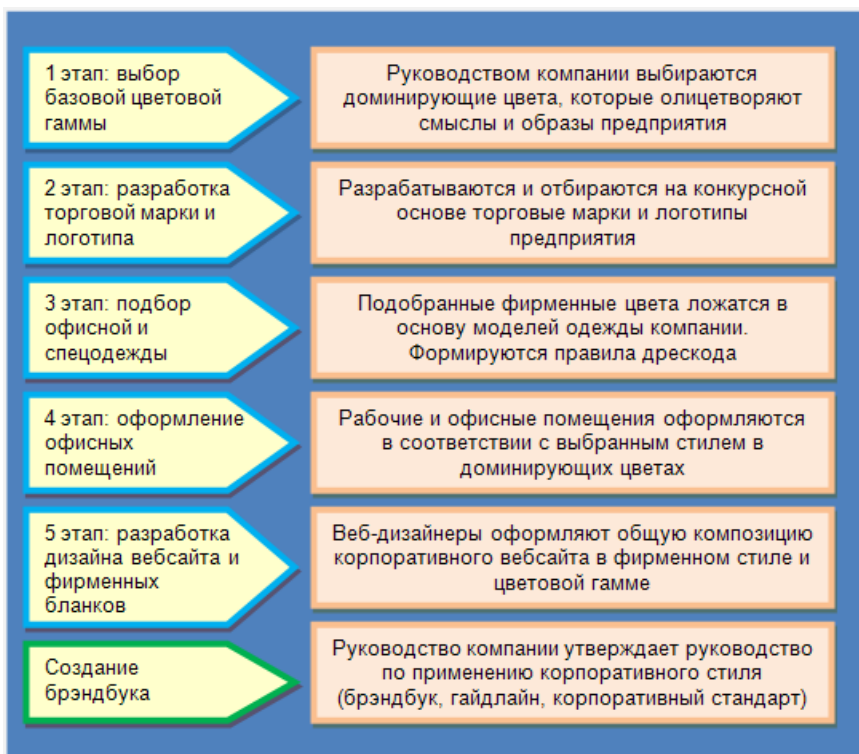 1 этап: выбор
базовой цветовой
гаммы
Руководством компании выбираются
доминирующие цвета, которые олицетворяют
смыслы и образы предприятия
2 этап: разработка
торговой марки и
логотипа
Разрабатываются и отбираются на конкурсной
основе торговые марки и логотипы
предприятия
3 этап: подбор
офисной и
спецодежды
Подобранные фирменные цвета ложатся в
основу моделей одежды компании.
Формируются правила дрескода
4 этап: оформление
офисных
помещений
Рабочие и офисные помещения оформляются
в соответствии с выбранным стилем в
доминирующих цветах
5 этап: разработка
дизайна вебсайта и
фирменных
бланков
Веб-дизайнеры оформляют общую композицию
корпоративного вебсайта в фирменном стиле и
цветовой гамме
Создание
брэндбука
Руководство компании утверждает руководство
по применению корпоративного стиля
(брэндбук, гайдлайн, корпоративный стандарт)